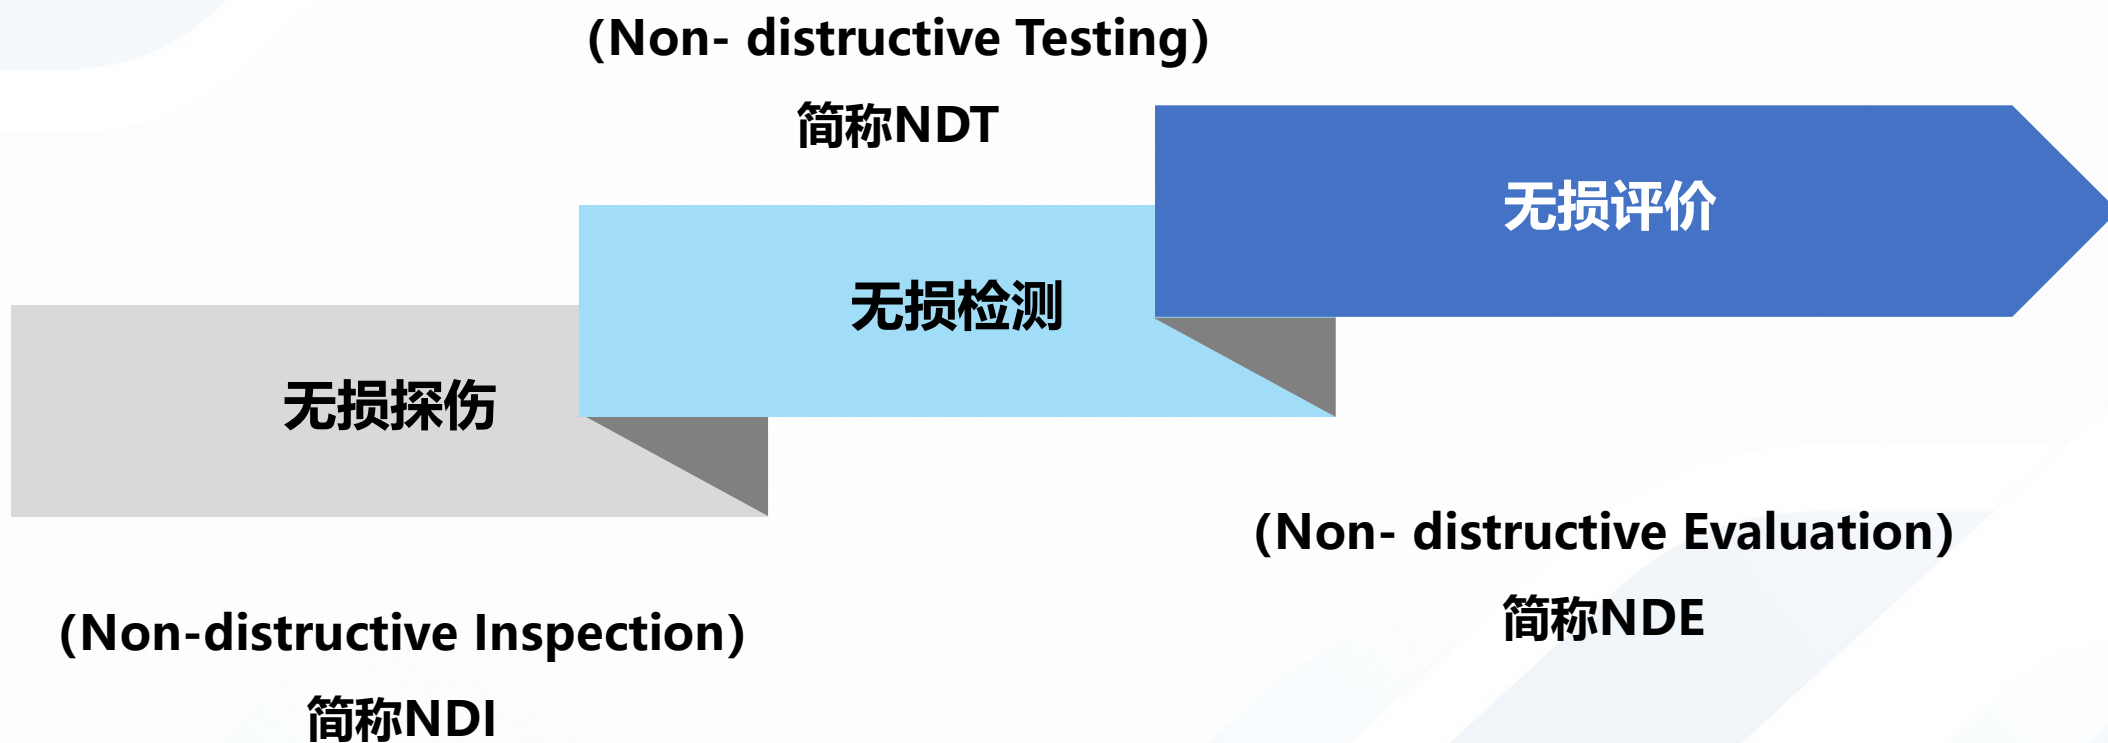 (Non- distructive Testing)
简称NDT
无损评价
无损检测
无损探伤
(Non- distructive Evaluation)
简称NDE
(Non-distructive Inspection)
简称NDI